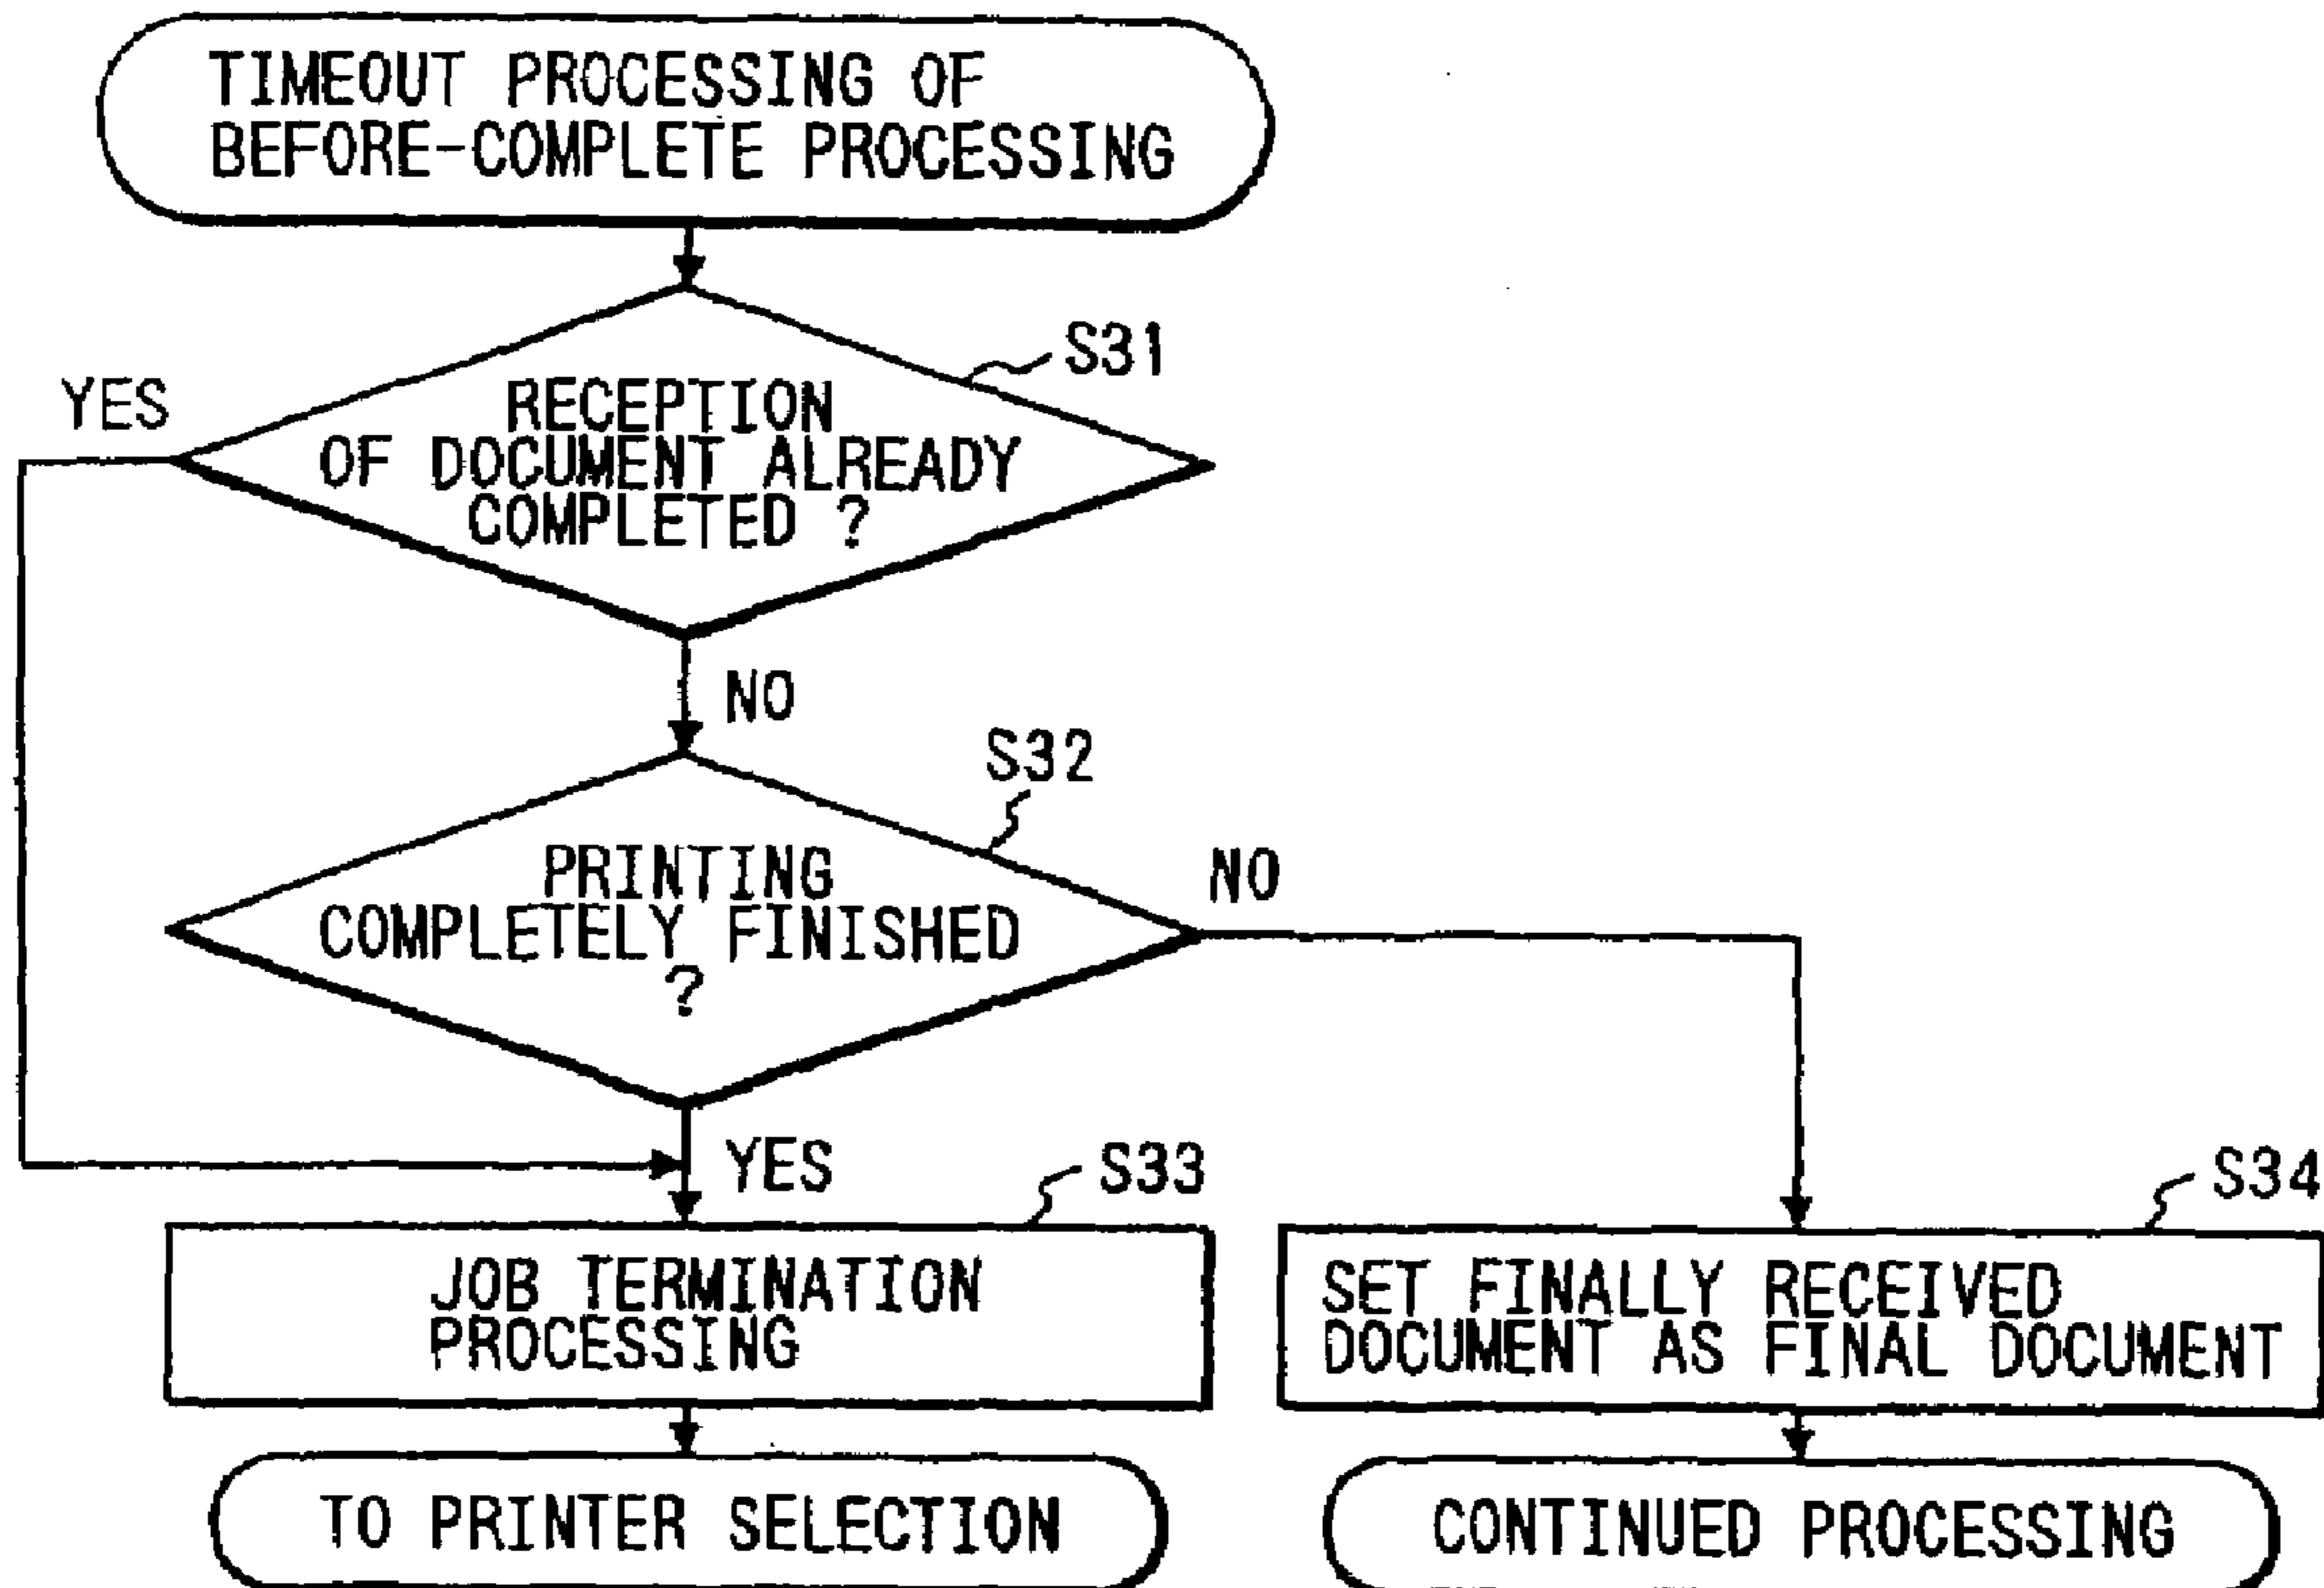 TIMEOUT PROCESSING OF
BEFORE-COMPLETE PROCESSING
S31
YES
RECEPTION
OF DOCUMENT ALREADY
COMPLETED ?
NO
S32
PRINTING
COMPLETELY FINISHED
?
NO
YES
S33
S34
JOB TERMINATION
PROCESSING
SET FINALLY RECEIVED
DOCUMENT AS FINAL DOCUMENT
TO PRINTER SELECTION
CONTINUED PROCESSING